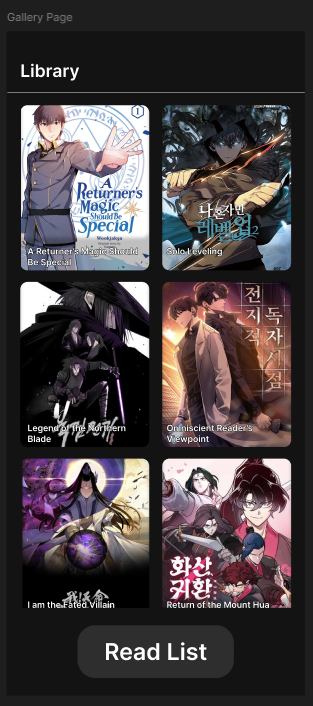 Gallery Page
Library
1
A
Returner's
Magic
Should Be
Special
Wookjakga
A Returner's Magic Should
Be Special
나 혼자만
레벨업2
Solo Leveling
Legend of the Northern
Blade
전지적
독자시점
Omniscient Reader's
Viewpoint
I am the Fated Villain
화산
귀환
Return of the Mount Hua
Read List